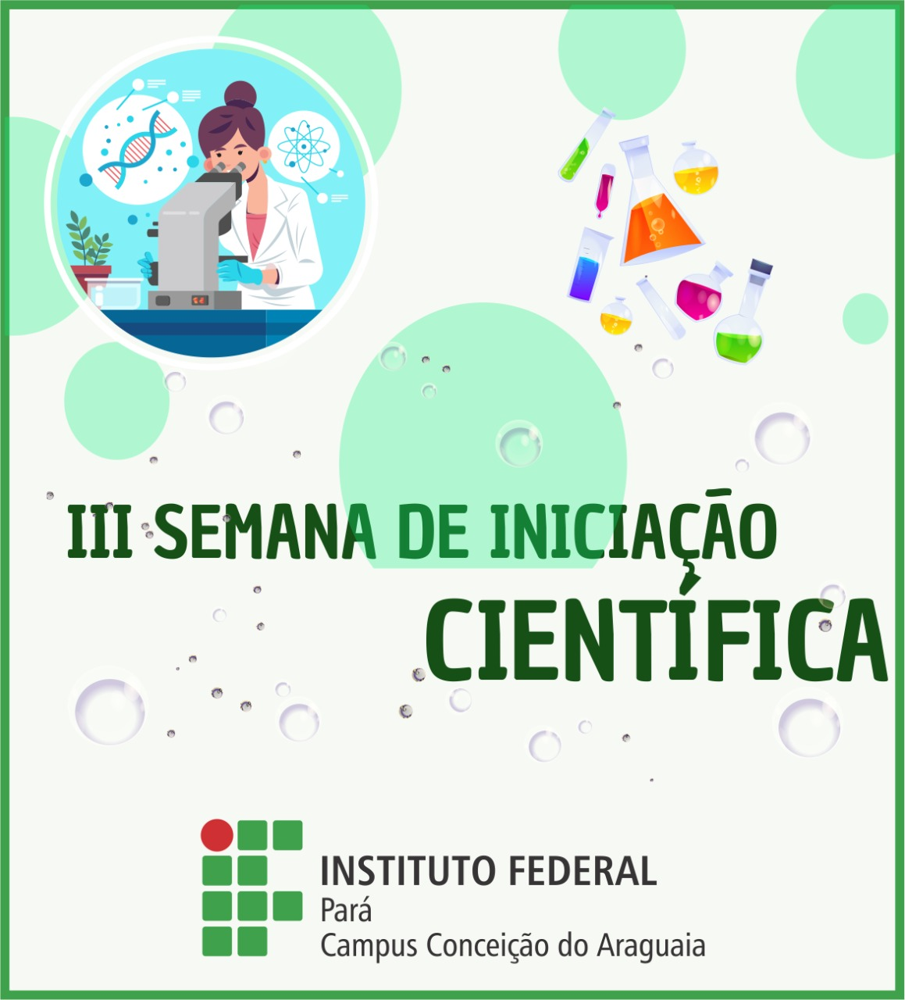 III SEMANA DE INICIAÇÃO
CIENTÍFICA
INSTITUTO FEDERAL
Pará
Campus Conceição do Araguaia